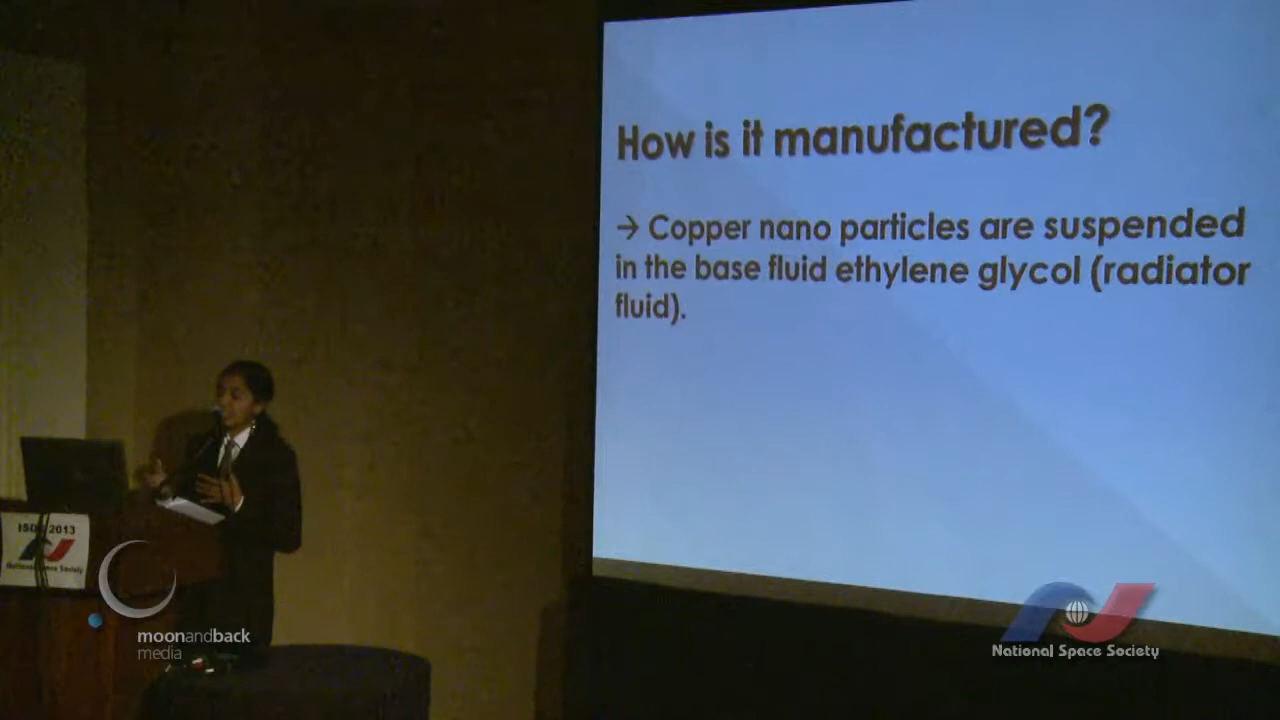 How is it manufactured?
→ Copper nano particles are suspended
in the base fluid ethylene glycol (radiator
fluid).
ISDC 2013
National Space Society
moonandback
media
National Space Society